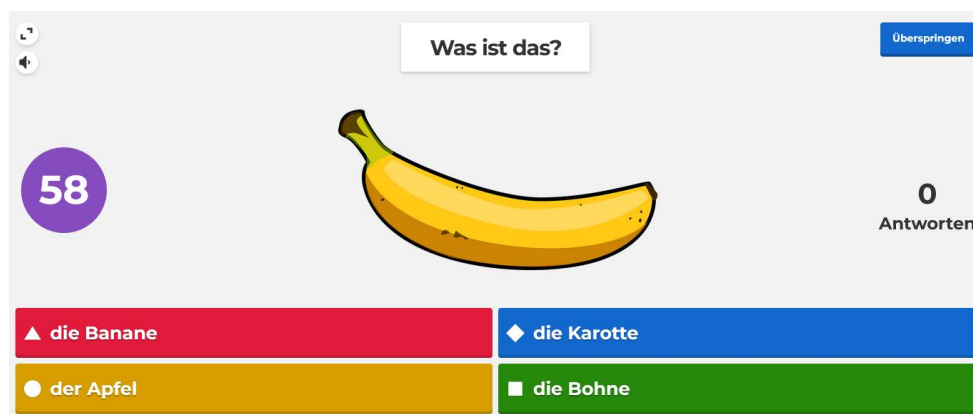 Was ist das?
Überspringen
58
0
Antworten
die Banane
die Karotte
der Apfel
die Bohne